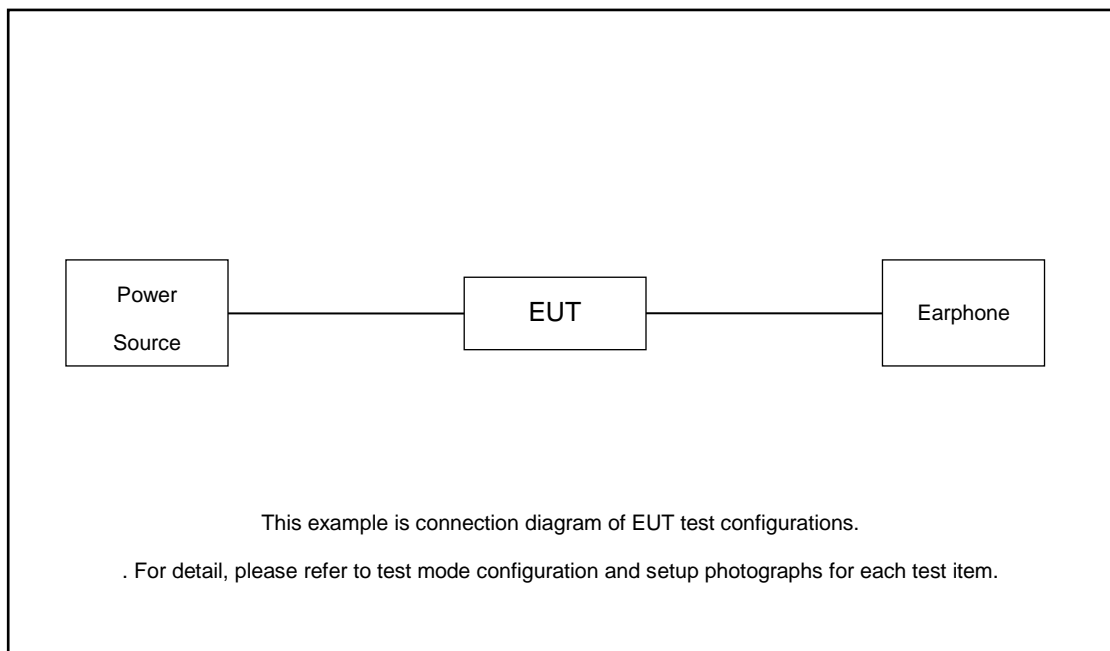 Power
Source
EUT
Earphone
This example is connection diagram of EUT test configurations.
. For detail, please refer to test mode configuration and setup photographs for each test item.